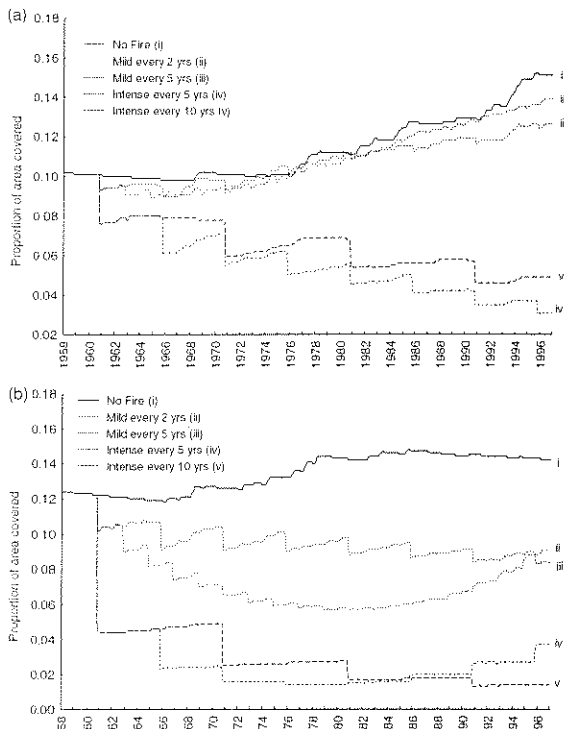 (a)
0.18
0.16
0.14
0.12
0.10
0.08
0.06
0.04
0.02
Proportion of area covered
No Fire (i)
Mild every 2 yrs (ii)
Mild every 5 yrs (iii)
Intense every 5 yrs (iv)
Intense every 10 yrs (v)
i
ii
ii
v
iv
1959 1960 1962 1964 1966 1968 1970 1971 1974 1976 1978 1980 1982 1984 1986 1988 1990 1992 1994 1996
(b)
0.18
0.16
0.14
0.12
0.10
0.08
0.06
0.04
0.02
0.00
Proportion of area covered
No Fire (i)
Mild every 2 yrs (ii)
Mild every 5 yrs (iii)
Intense every 5 yrs (iv)
Intense every 10 yrs (v)
i
ii
iii
iv
v
58 60 62 64 66 68 70 72 74 76 78 80 82 84 86 88 90 92 94 96